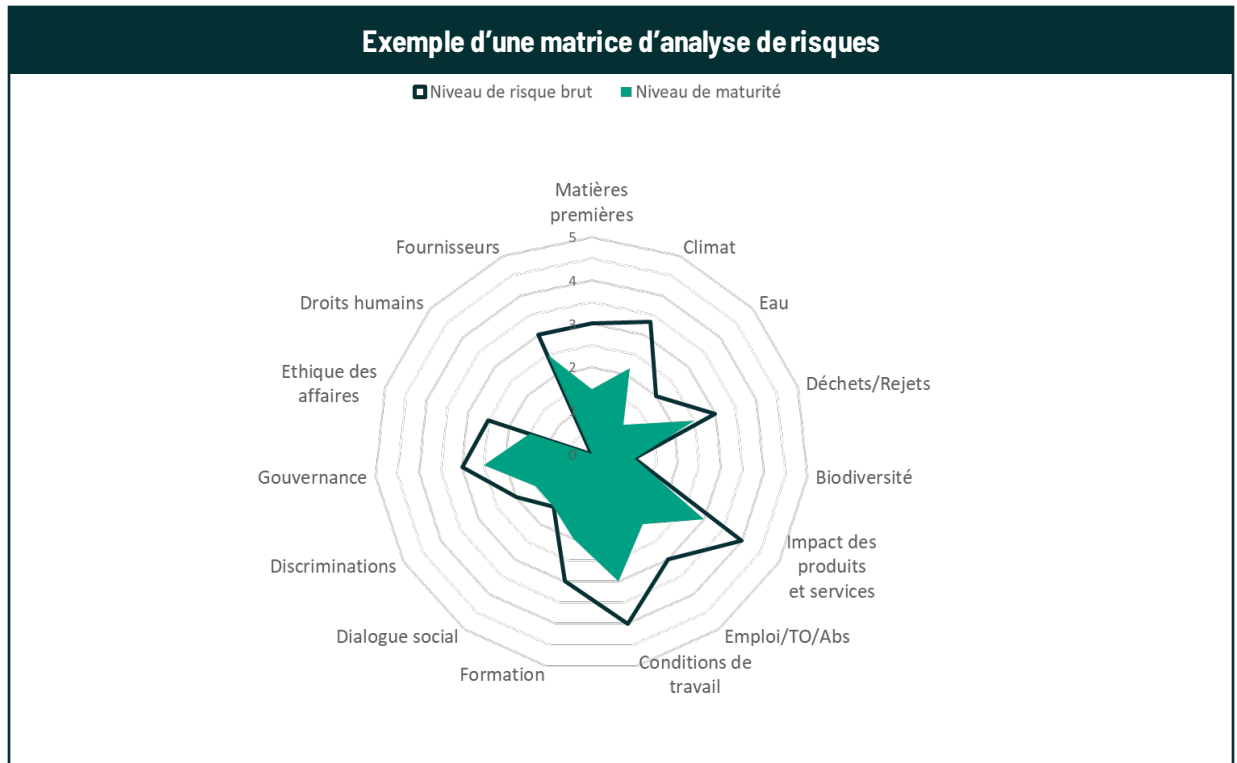 Exemple d'une matrice d'analyse de risques
Niveau de risque brut
Niveau de maturité
Matières
premières
Climat
Eau
Déchets/Rejets
Biodiversité
Impact des
produits
et services
Emploi/TO/Abs
Conditions de
travail
Formation
Dialogue social
Discriminations
Gouvernance
Ethique des
affaires
Droits humains
Fournisseurs
5
4
3
2
1
0